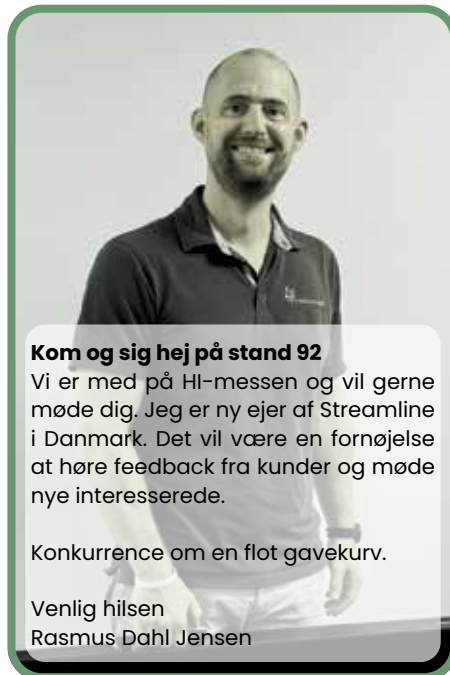 Kom og sig hej på stand 92
Vi er med på HI-messen og vil gerne
møde dig. Jeg er ny ejer af Streamline
i Danmark. Det vil være en fornøjelse
at høre feedback fra kunder og møde
nye interesserede.
Konkurrence om en flot gavekurv.
Venlig hilsen
Rasmus Dahl Jensen